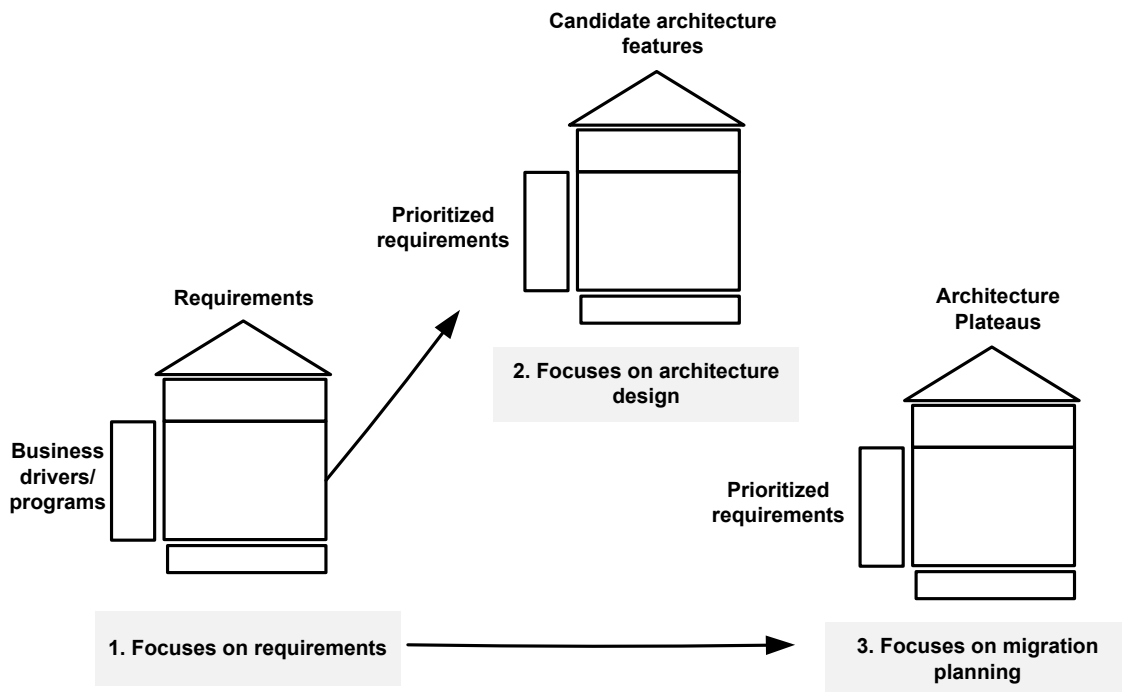 Candidate architecture
features
Prioritized
requirements
Requirements
Architecture
Plateaus
2. Focuses on architecture
design
Business
drivers/
programs
Prioritized
requirements
1. Focuses on requirements
3. Focuses on migration
planning